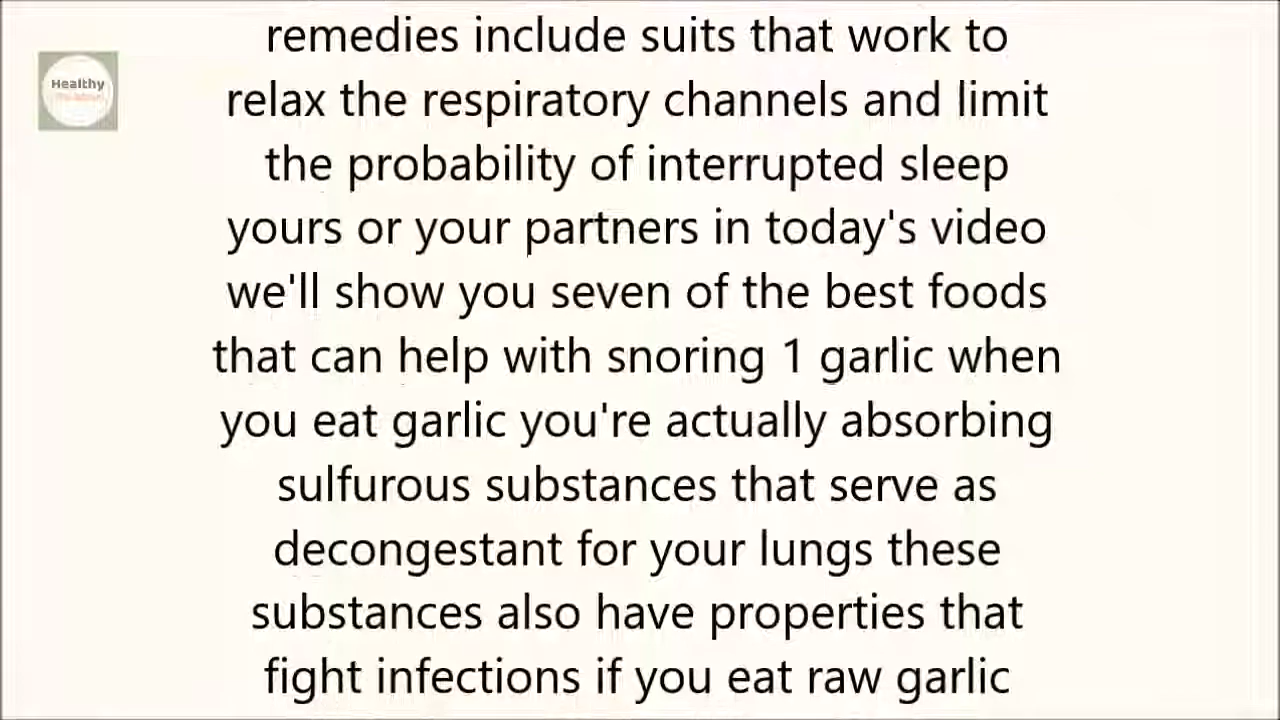 Healthy
remedies include suits that work to
relax the respiratory channels and limit
the probability of interrupted sleep
yours or your partners in today's video
we'll show you seven of the best foods
that can help with snoring 1 garlic when
you eat garlic you're actually absorbing
sulfurous substances that serve as
decongestant for your lungs these
substances also have properties that
fight infections if you eat raw garlic